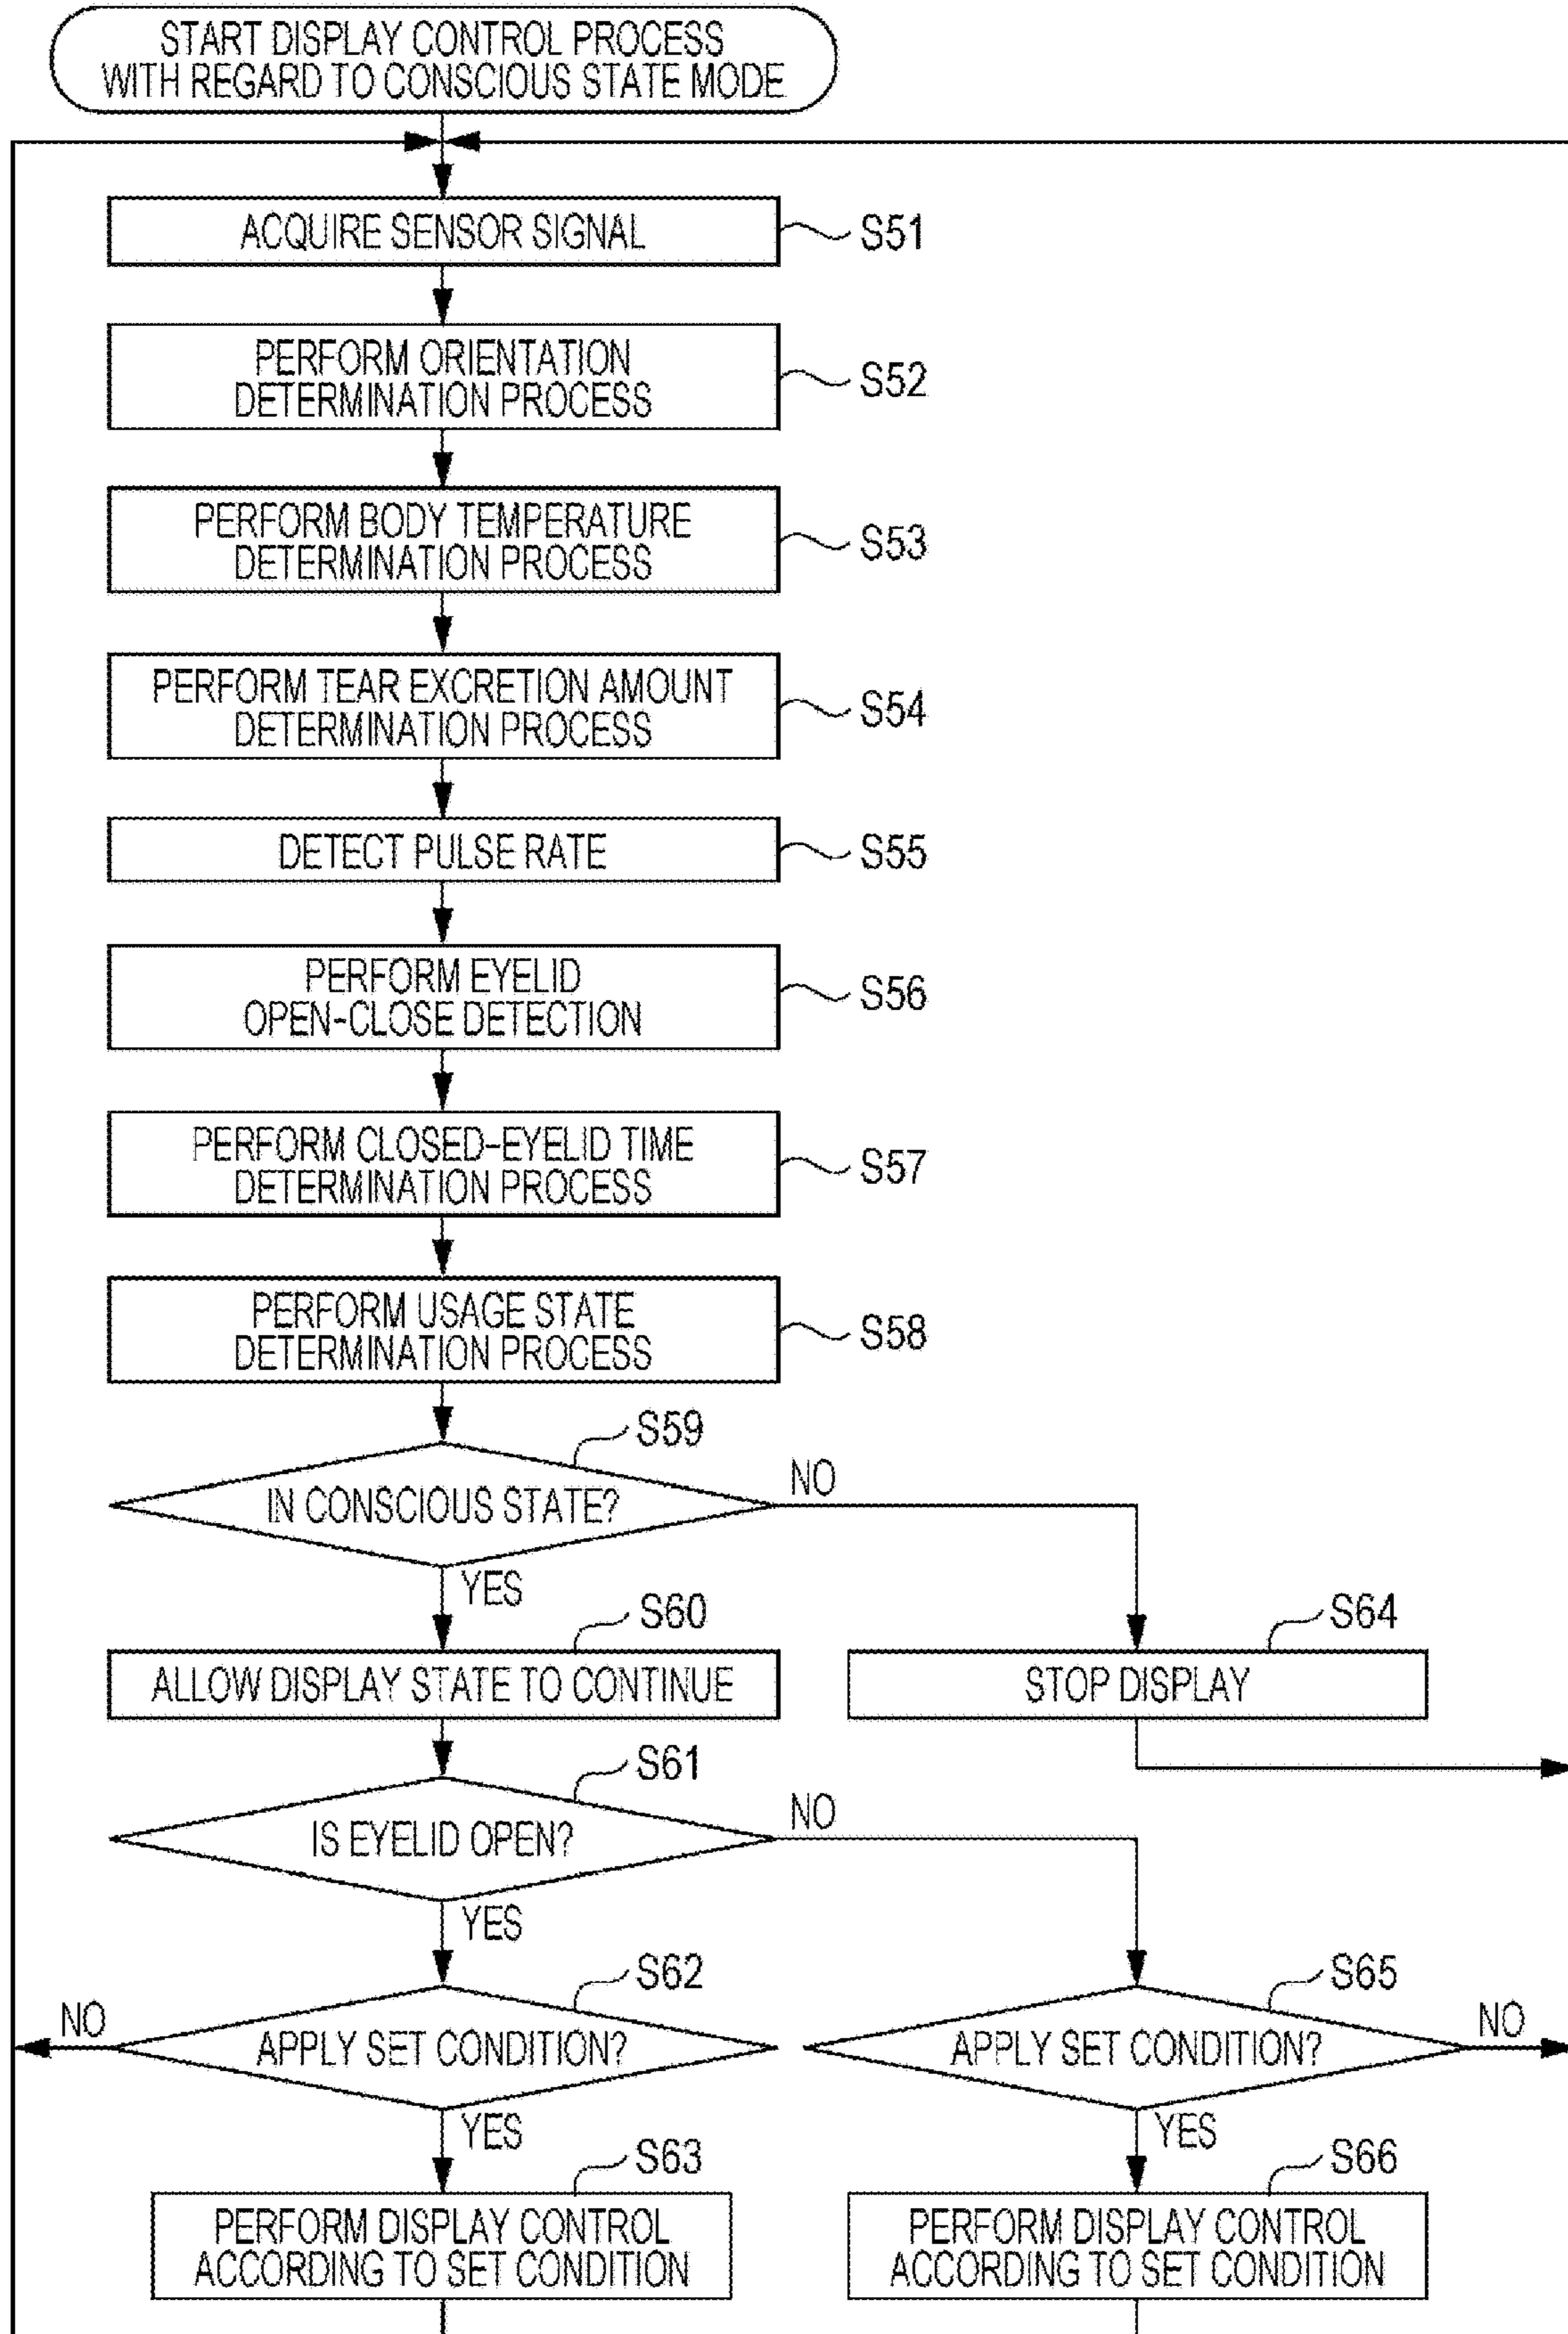 START DISPLAY CONTROL PROCESS
WITH REGARD TO CONSCIOUS STATE MODE
ACQUIRE SENSOR SIGNAL
S51
PERFORM ORIENTATION
DETERMINATION PROCESS
S52
PERFORM BODY TEMPERATURE
DETERMINATION PROCESS
S53
PERFORM TEAR EXCRETION AMOUNT
DETERMINATION PROCESS
S54
DETECT PULSE RATE
S55
PERFORM EYELID
OPEN-CLOSE DETECTION
S56
PERFORM CLOSED-EYELID TIME
DETERMINATION PROCESS
S57
PERFORM USAGE STATE
DETERMINATION PROCESS
S58
S59
IN CONSCIOUS STATE?
NO
YES
S60
ALLOW DISPLAY STATE TO CONTINUE
S64
STOP DISPLAY
S61
IS EYELID OPEN?
NO
YES
S62
APPLY SET CONDITION?
NO
YES
S65
APPLY SET CONDITION?
NO
YES
S63
PERFORM DISPLAY CONTROL
ACCORDING TO SET CONDITION
S66
PERFORM DISPLAY CONTROL
ACCORDING TO SET CONDITION